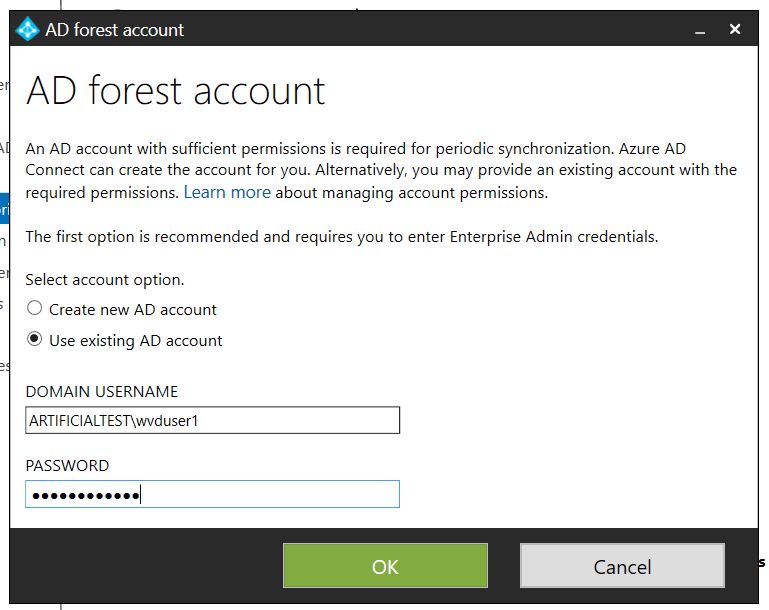 AD forest account
AD forest account
An AD account with sufficient permissions is required for periodic synchronization. Azure AD
Connect can create the account for you. Alternatively, you may provide an existing account with the
required permissions. Learn more about managing account permissions.
The first option is recommended and requires you to enter Enterprise Admin credentials.
Select account option.
Create new AD account
Use existing AD account
DOMAIN USERNAME
ARTIFICIALTEST\wvduser1
PASSWORD
●●●●●●●●●●●●
OK
Cancel